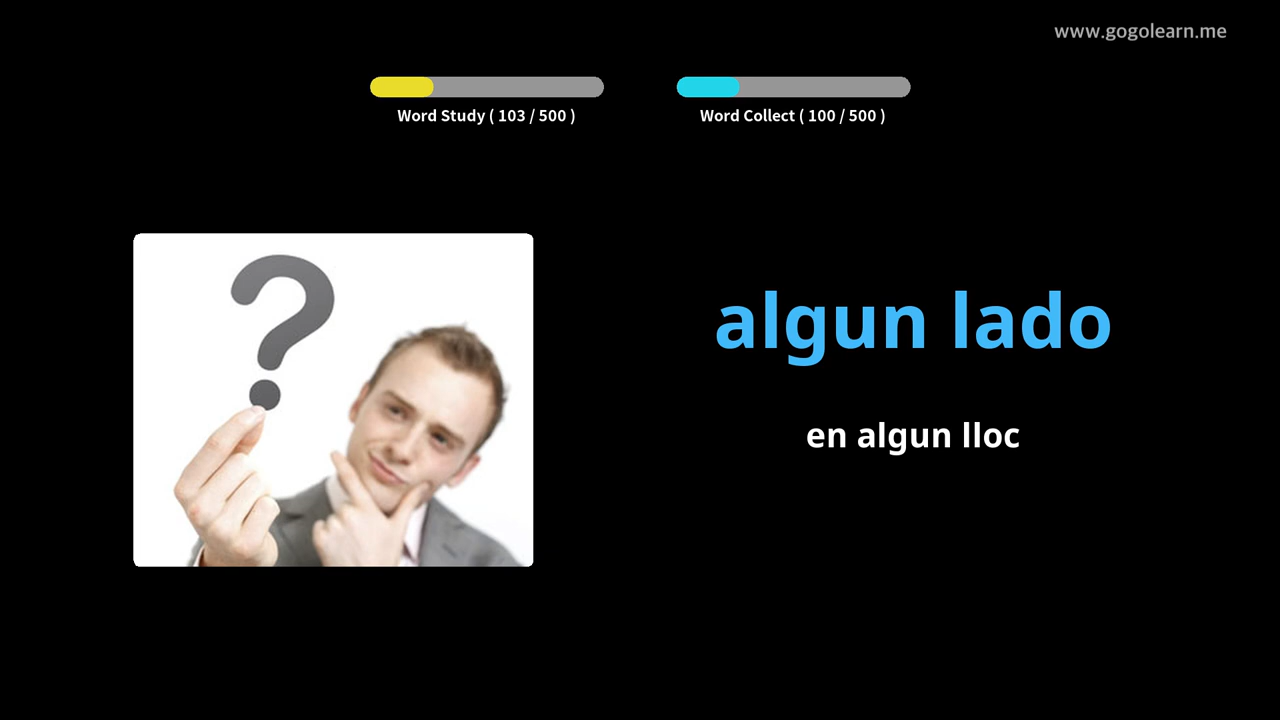 www.gogolearn.me
Word Study ( 103 / 500 )
Word Collect ( 100 / 500 )
algun lado
en algun lloc